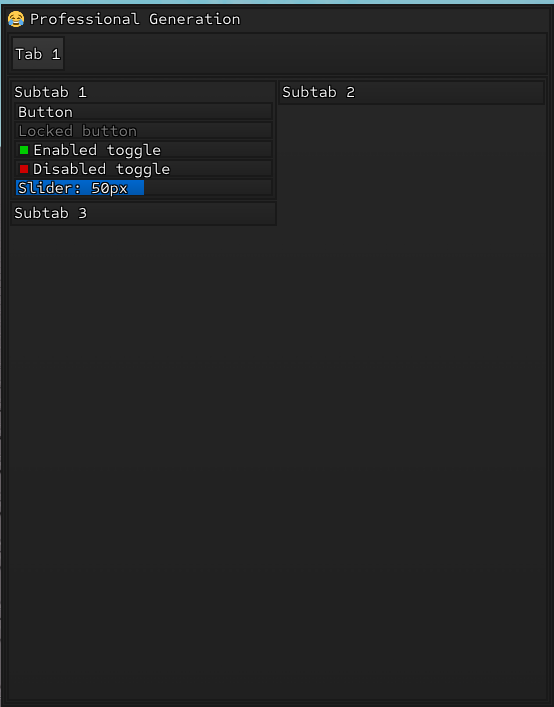 Professional Generation
Tab 1
Subtab 1
Button
Locked button
Enabled toggle
Disabled toggle
Slider: 50px
Subtab 3
Subtab 2